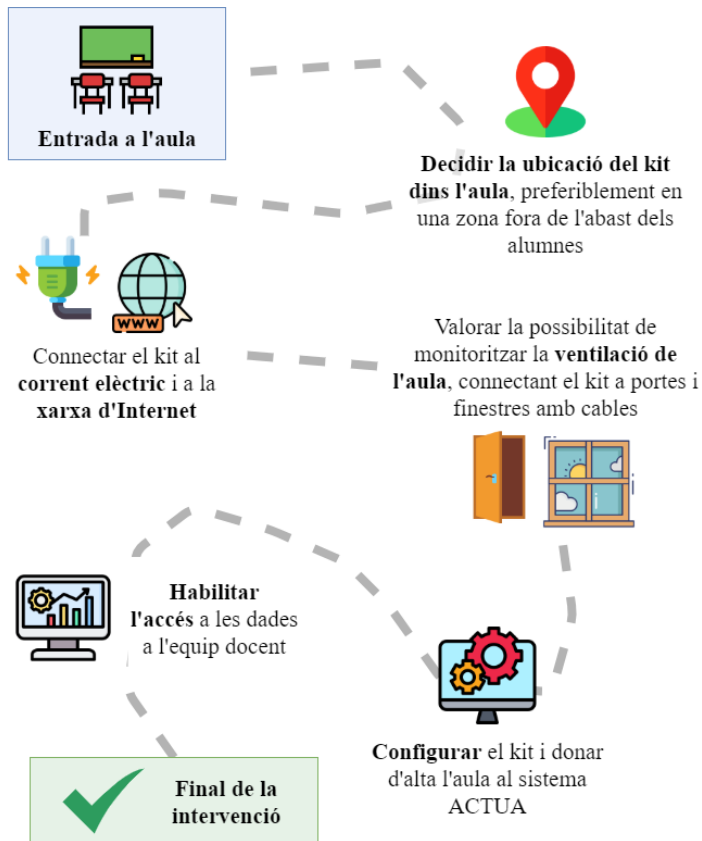 Entrada a l'aula
Decidir la ubicació del kit
dins l'aula, preferiblement en
una zona fora de l'abast dels
alumnes
WWW
Connectar el kit al
corrent elèctric i a la
xarxa d'Internet
Valorar la possibilitat de
monitoritzar la ventilació de
l'aula, connectant el kit a portes i
finestres amb cables
Configurar el kit i donar
d'alta l'aula al sistema
ACTUA
Habilitar
l'accés a les dades
a l'equip docent
Final de la
intervenció